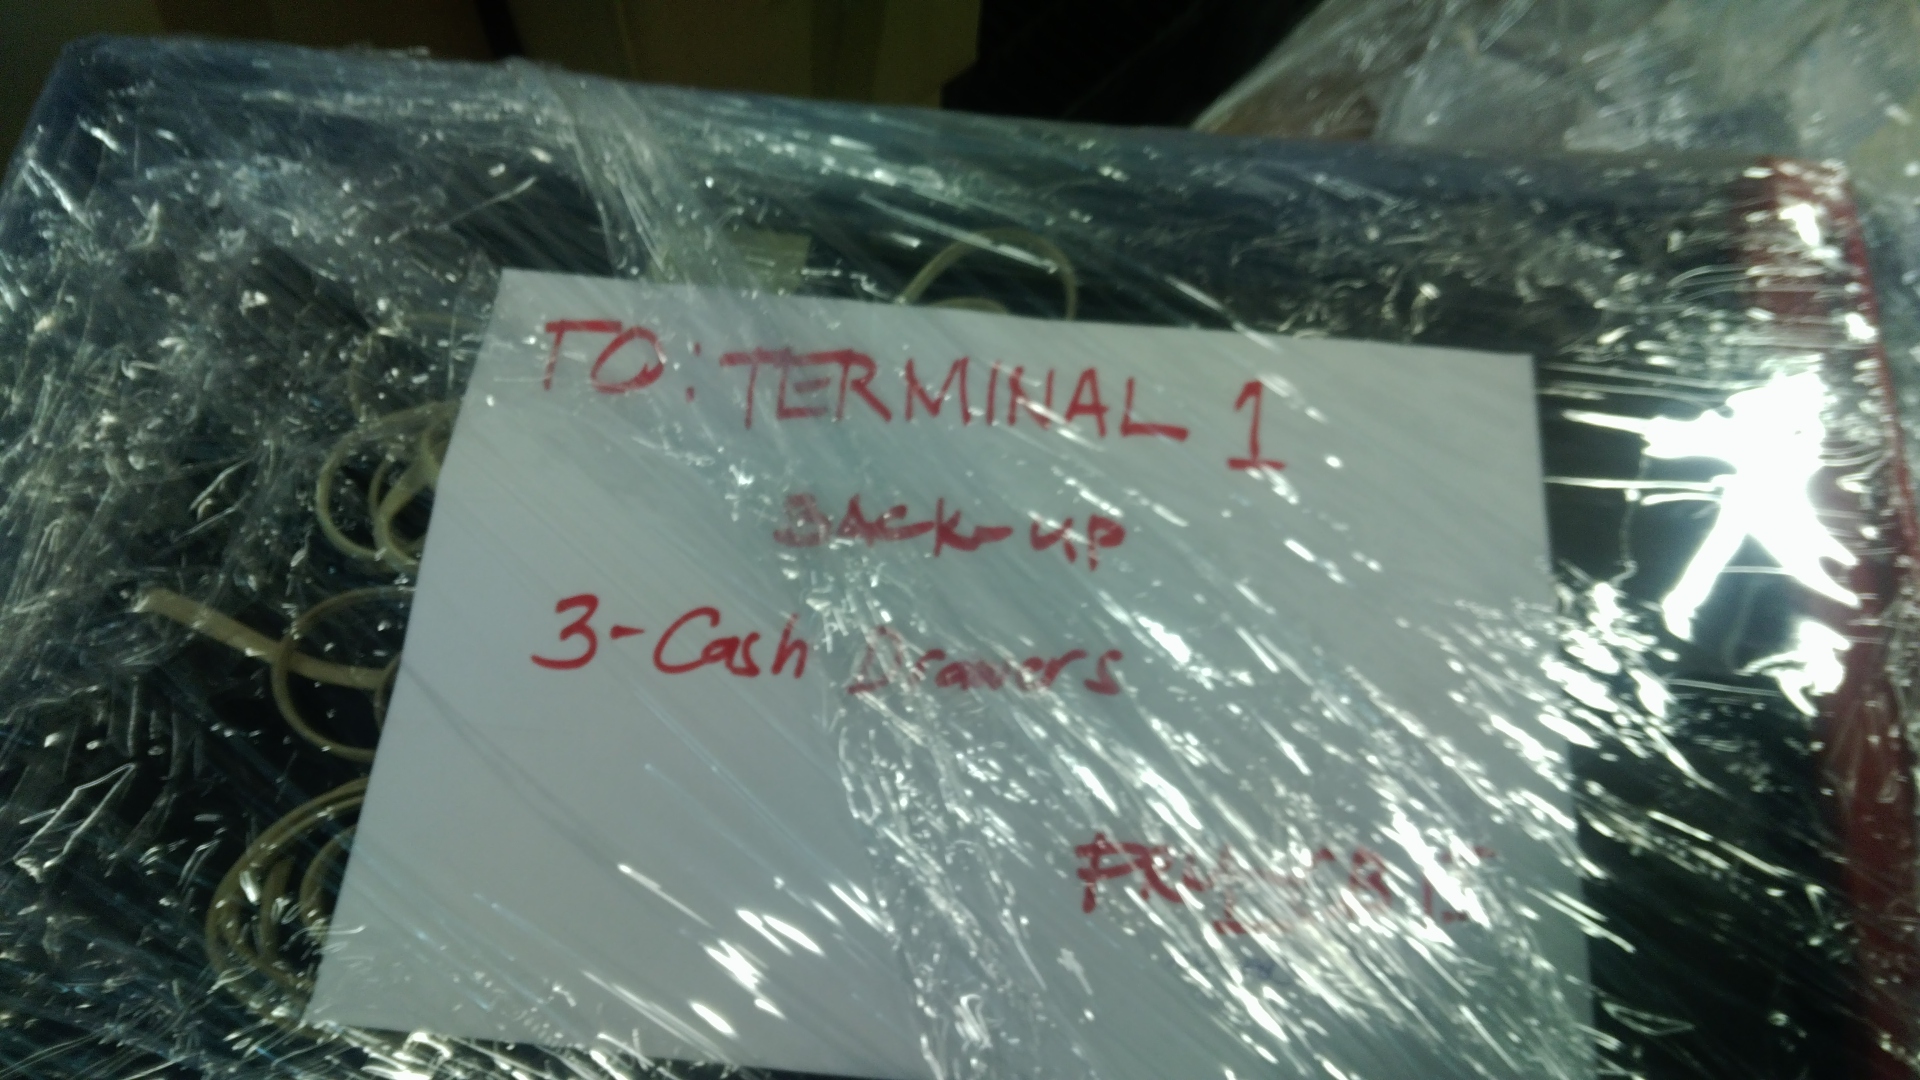 TO: TERMINAL 1
BACK-UP
3-Cash Drawers